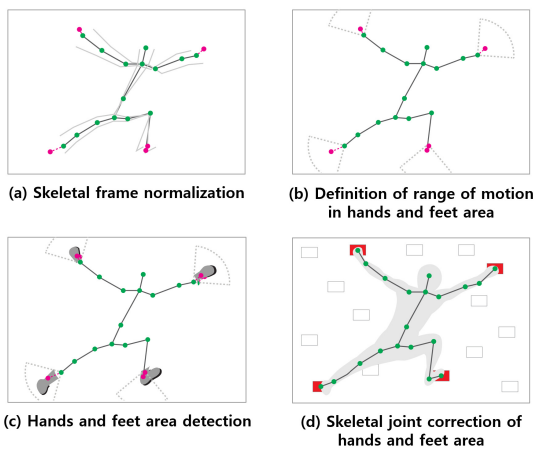 (a) Skeletal frame normalization
(b) Definition of range of motion
in hands and feet area
(c) Hands and feet area detection
(d) Skeletal joint correction of
hands and feet area